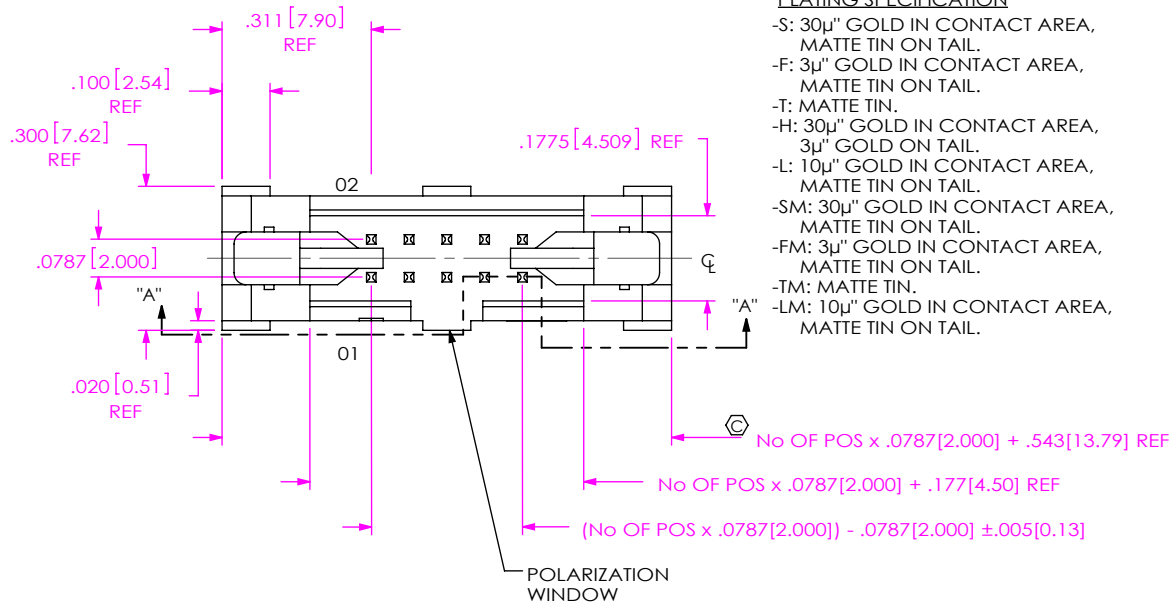 PLATING SPECIFICATION
-S: 30µ" GOLD IN CONTACT AREA,
MATTE TIN ON TAIL.
-F: 3µ" GOLD IN CONTACT AREA,
MATTE TIN ON TAIL.
-T: MATTE TIN.
-H: 30µ" GOLD IN CONTACT AREA,
3µ" GOLD ON TAIL.
-L: 10µ" GOLD IN CONTACT AREA,
MATTE TIN ON TAIL.
-SM: 30µ" GOLD IN CONTACT AREA,
MATTE TIN ON TAIL.
-FM: 3µ" GOLD IN CONTACT AREA,
MATTE TIN ON TAIL.
-TM: MATTE TIN.
-LM: 10µ" GOLD IN CONTACT AREA,
MATTE TIN ON TAIL.
.311[7.90]
REF
.100[2.54]
REF
.300[7.62]
REF
.1775[4.509] REF
02
.0787[2.000]
℄
"A"
"A"
01
.020[0.51]
REF
C
No OF POS x .0787[2.000] + .543[13.79] REF
No OF POS x .0787[2.000] + .177[4.50] REF
(No OF POS x .0787[2.000]) - .0787[2.000] ±.005[0.13]
POLARIZATION
WINDOW